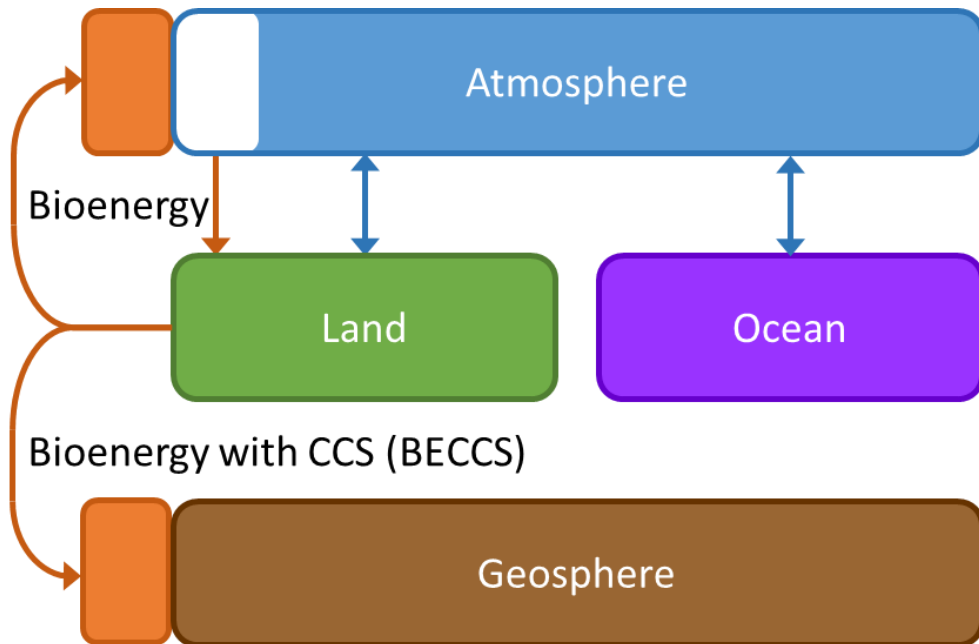 Atmosphere
Bioenergy
Land
Ocean
Bioenergy with CCS (BECCS)
Geosphere